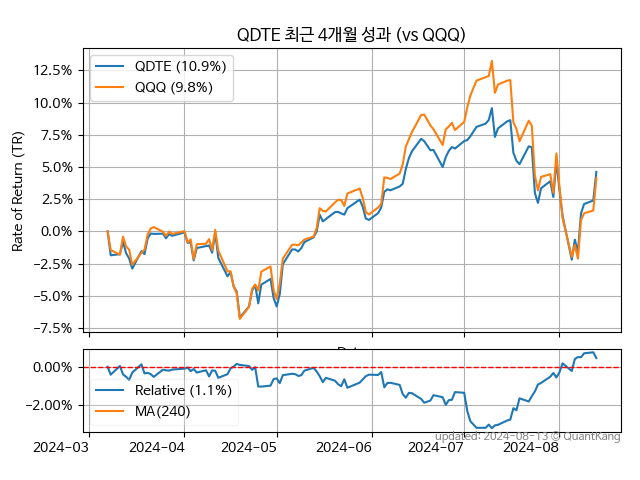 QDTE 최근 4개월 성과 (vs QQQ)
QDTE (10.9%)
QQQ (9.8%)
Rate of Return (TR)
12.5%
10.0%
7.5%
5.0%
2.5%
0.0%
−2.5%
−5.0%
−7.5%
0.00%
−2.00%
Relative (1.1%)
MA(240)
updated: 2024-08-13 © QuantKang
2024-03
2024-04
2024-05
2024-06
2024-07
2024-08